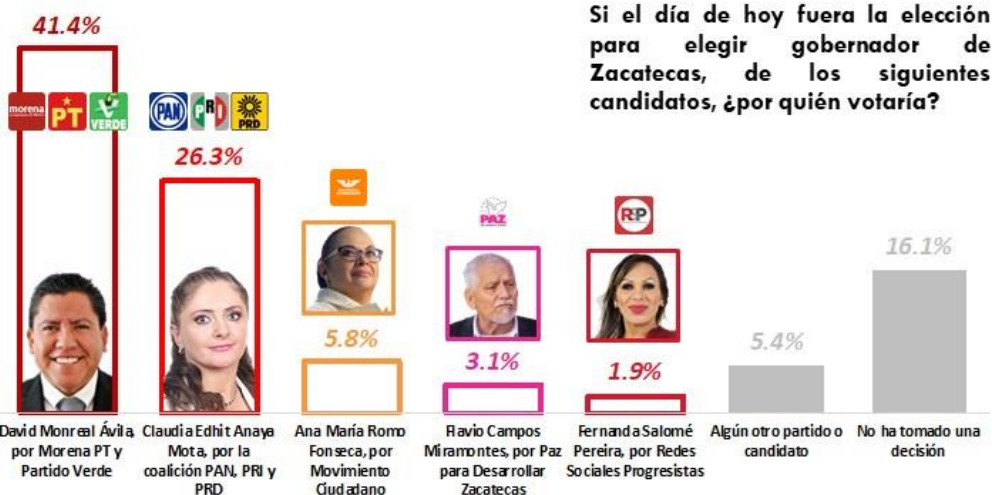 41.4%
Si el día de hoy fuera la elección
para elegir gobernador de
Zacatecas, de los siguientes
candidatos, ¿por quién votaría?
morena
PT
VERDE
PAN
PRI
PRD
26.3%
PAZ
RSP
5.8%
3.1%
1.9%
5.4%
16.1%
David Monreal Ávila,
por Morena PT y
Partido Verde
Claudia Edhit Anaya
Mota, por la
coalición PAN, PRI y
PRD
Ana María Romo
Fonseca, por
Movimiento
Ciudadano
Flavio Campos
Miramontes, por Paz
para Desarrollar
Zacatecas
Fernanda Salomé
Pereira, por Redes
Sociales Progresistas
Algún otro partido o
candidato
No ha tomado una
decisión